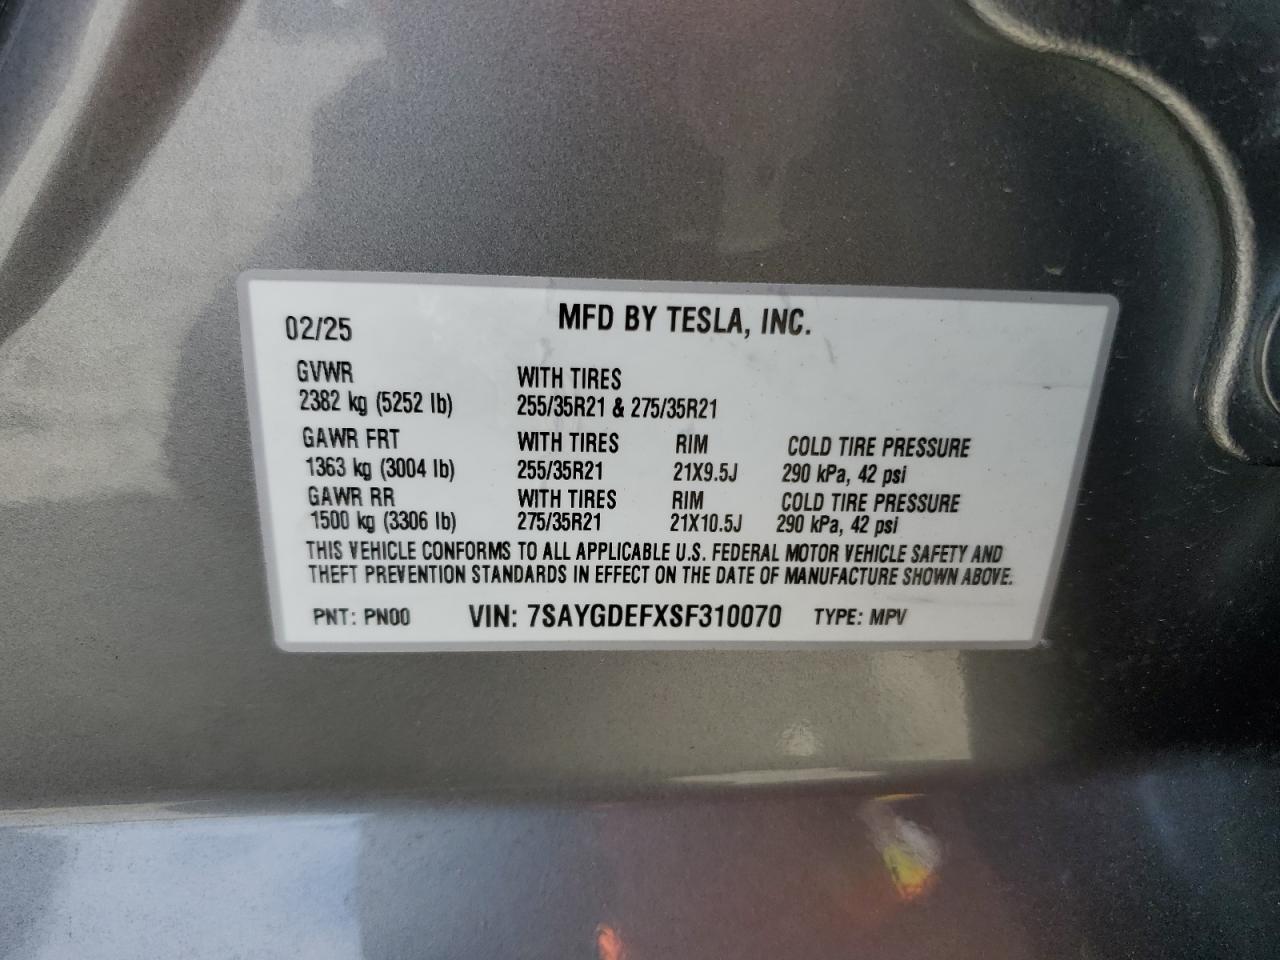 02/25 MFD BY TESLA, INC.
GVWR WITH TIRES
2382 kg (5252 lb) 255/35R21 & 275/35R21
GAWR FRT WITH TIRES RIM COLD TIRE PRESSURE
1363 kg (3004 lb) 255/35R21 21X9.5J 290 kPa, 42 psi
GAWR RR WITH TIRES RIM COLD TIRE PRESSURE
1500 kg (3306 lb) 275/35R21 21X10.5J 290 kPa, 42 psi
THIS VEHICLE CONFORMS TO ALL APPLICABLE U.S. FEDERAL MOTOR VEHICLE SAFETY AND
THEFT PREVENTION STANDARDS IN EFFECT ON THE DATE OF MANUFACTURE SHOWN ABOVE.
PNT: PN00 VIN: 7SAYGDEFXSF310070 TYPE: MPV